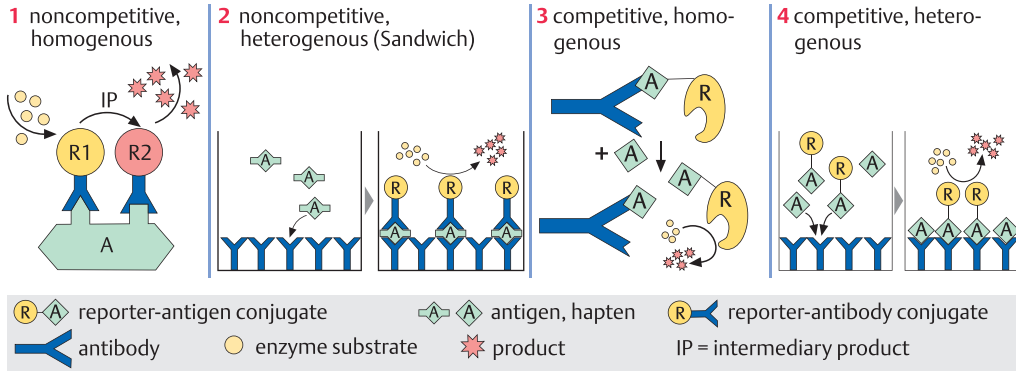 1 noncompetitive,
homogenous
IP
R1 R2
A
2 noncompetitive,
heterogenous (Sandwich)
A
A
A
R R R
A A A
3 competitive, homo-
genous
A R
+ A
A
A R
4 competitive, hetero-
genous
R
R A
A
A A
R R
A A A A
R A reporter-antigen conjugate
A A antigen, hapten
R reporter-antibody conjugate
antibody
enzyme substrate
product
IP = intermediary product